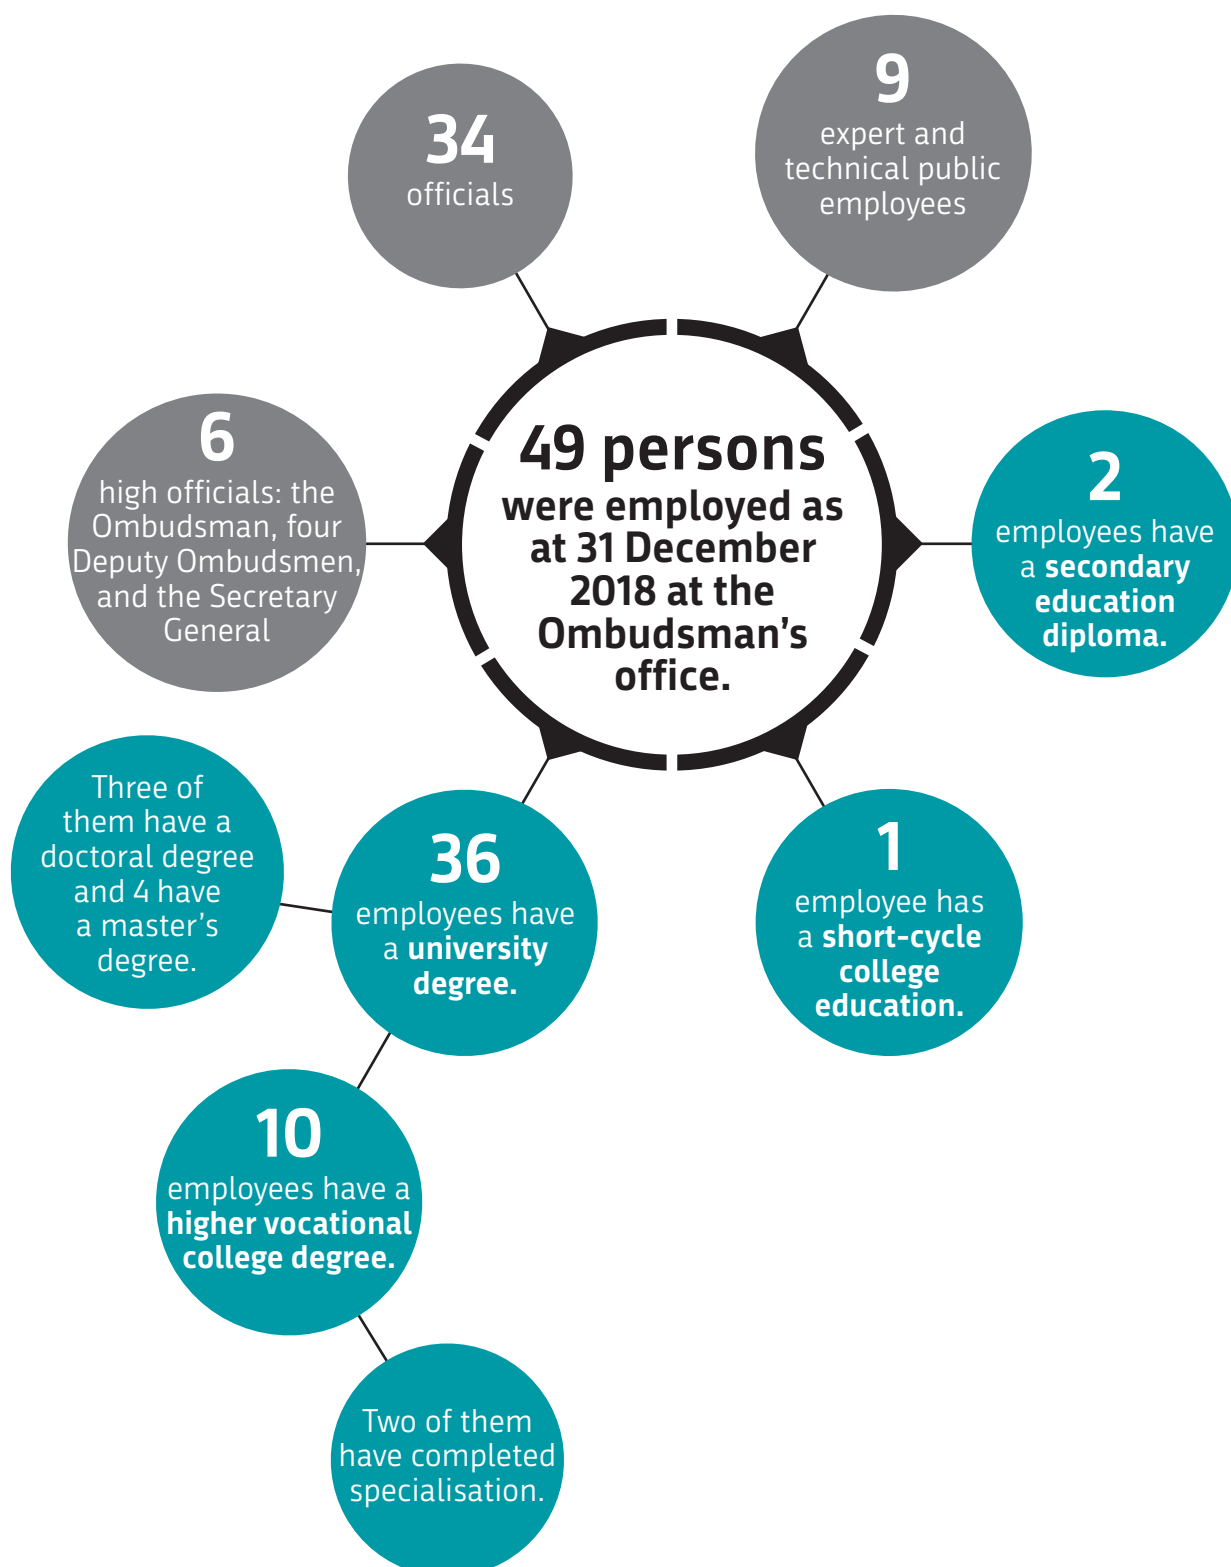 34
officials
9
expert and
technical public
employees
6
high officials: the
Ombudsman, four
Deputy Ombudsmen,
and the Secretary
General
49 persons
were employed as
at 31 December
2018 at the
Ombudsman’s
office.
2
employees have
a secondary
education
diploma.
Three of
them have a
doctoral degree
and 4 have
a master’s
degree.
36
employees have
a university
degree.
1
employee has
a short-cycle
college
education.
10
employees have a
higher vocational
college degree.
Two of them
have completed
specialisation.